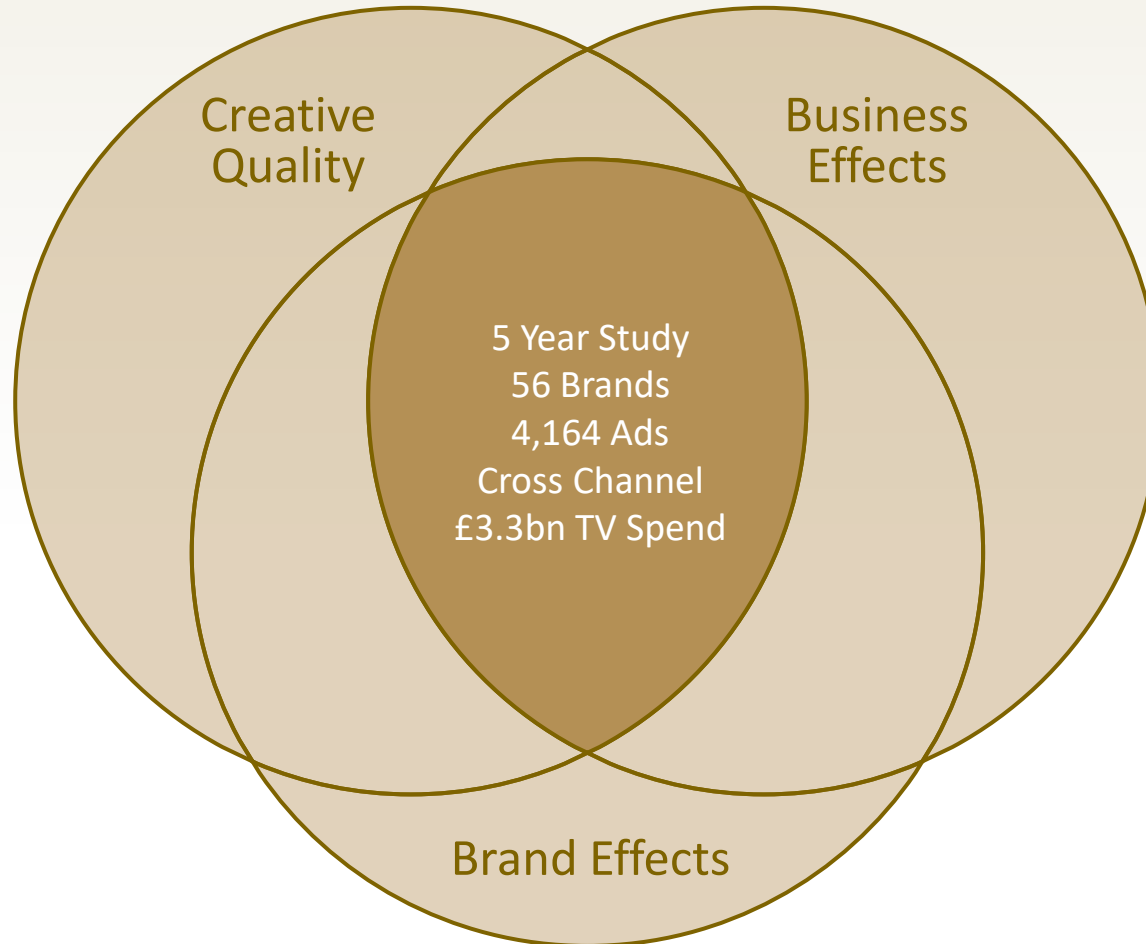 Creative
Quality
Business
Effects
5 Year Study
56 Brands
4,164 Ads
Cross Channel
£3.3bn TV Spend
Brand Effects